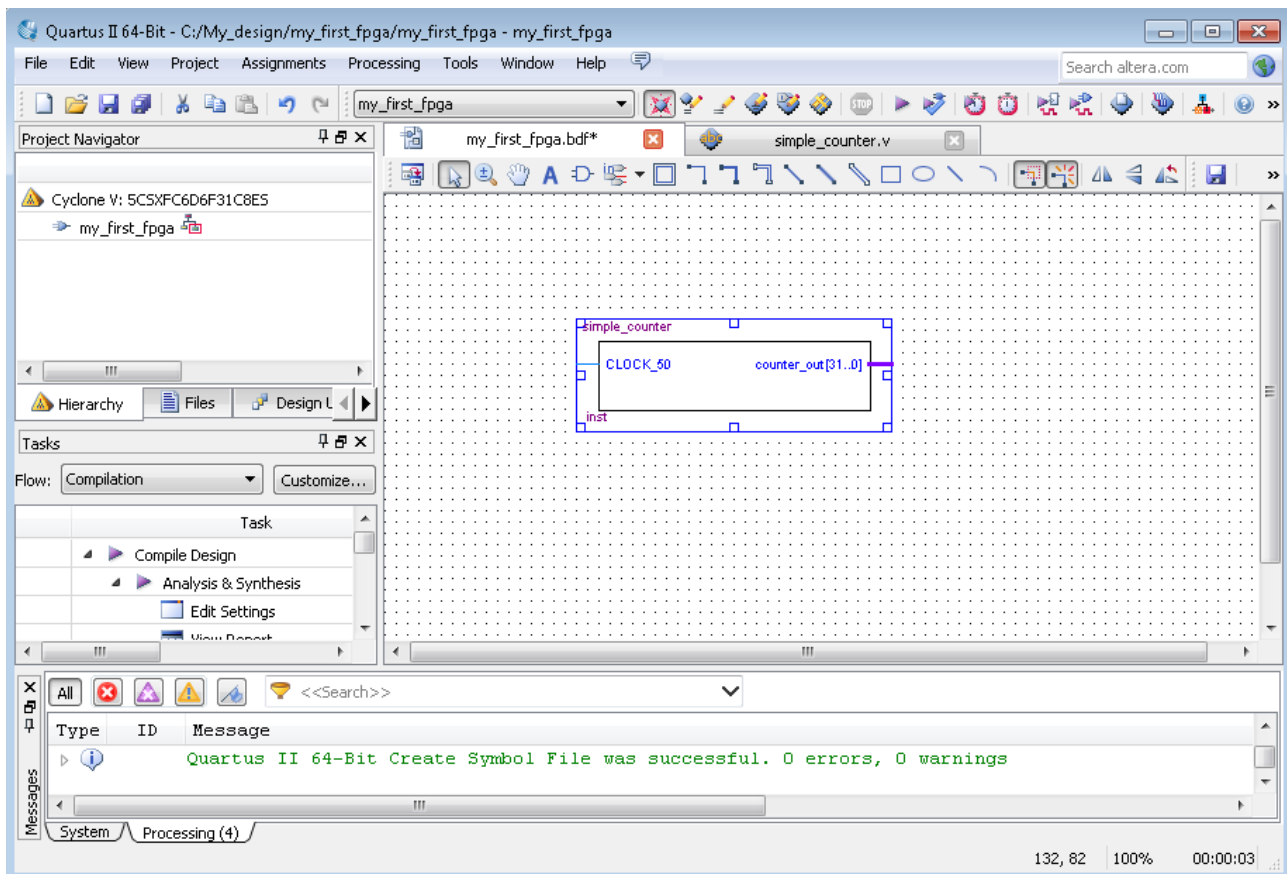 Quartus II 64-Bit - C:/My_design/my_first_fpga/my_first_fpga - my_first_fpga
File Edit View Project Assignments Processing Tools Window Help
Search altera.com
my_first_fpga
STOP
Project Navigator
my_first_fpga.bdf*
simple_counter.v
A
Cyclone V: 5CSXFC6D6F31C8ES
my_first_fpga
simple_counter
CLOCK_50
counter_out[31..0]
inst
Hierarchy
Files
Design U
Tasks
Flow: Compilation
Customize...
Task
Compile Design
Analysis & Synthesis
Edit Settings
View Report
All
<<Search>>
Type ID Message
Quartus II 64-Bit Create Symbol File was successful. 0 errors, 0 warnings
Messages
System
Processing (4)
132, 82
100%
00:00:03